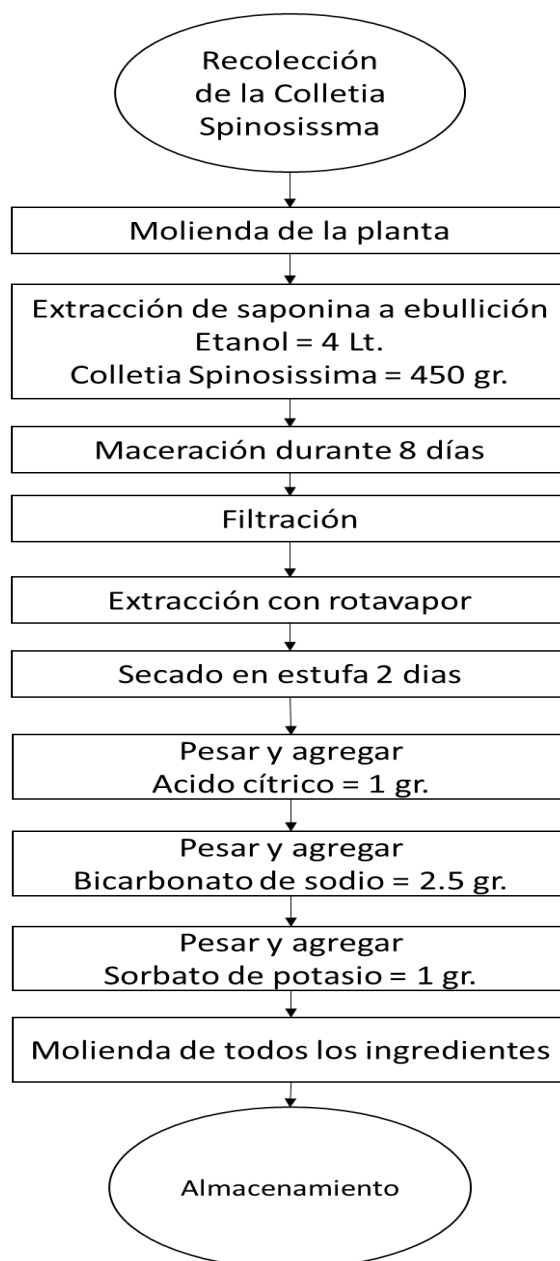 Recolección
de la Colletia
Spinosissma
Molienda de la planta
Extracción de saponina a ebullición
Etanol = 4 Lt.
Colletia Spinosissima = 450 gr.
Maceración durante 8 días
Filtración
Extracción con rotavapor
Secado en estufa 2 dias
Pesar y agregar
Acido cítrico = 1 gr.
Pesar y agregar
Bicarbonato de sodio = 2.5 gr.
Pesar y agregar
Sorbato de potasio = 1 gr.
Molienda de todos los ingredientes
Almacenamiento